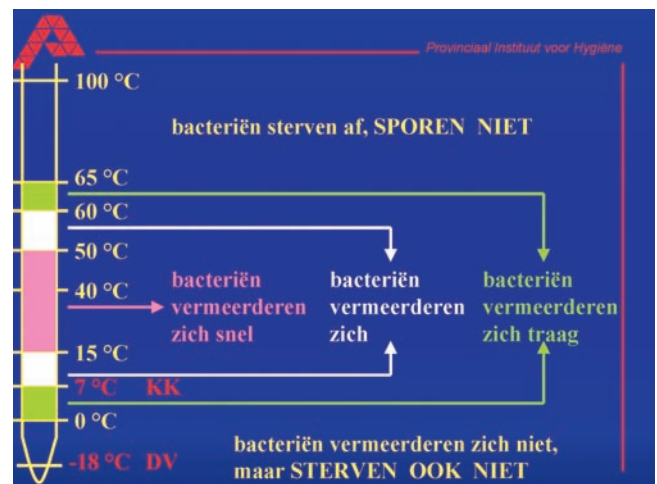 Provinciaal Instituut voor Hygiëne
100 °C
bacteriën sterven af, SPOREN NIET
65 °C
60 °C
50 °C
40 °C
bacteriën
vermeerderen
zich snel
bacteriën
vermeerderen
zich
bacteriën
vermeerderen
zich traag
15 °C
7 °C KK
0 °C
-18 °C DV
bacteriën vermeerderen zich niet,
maar STERVEN OOK NIET